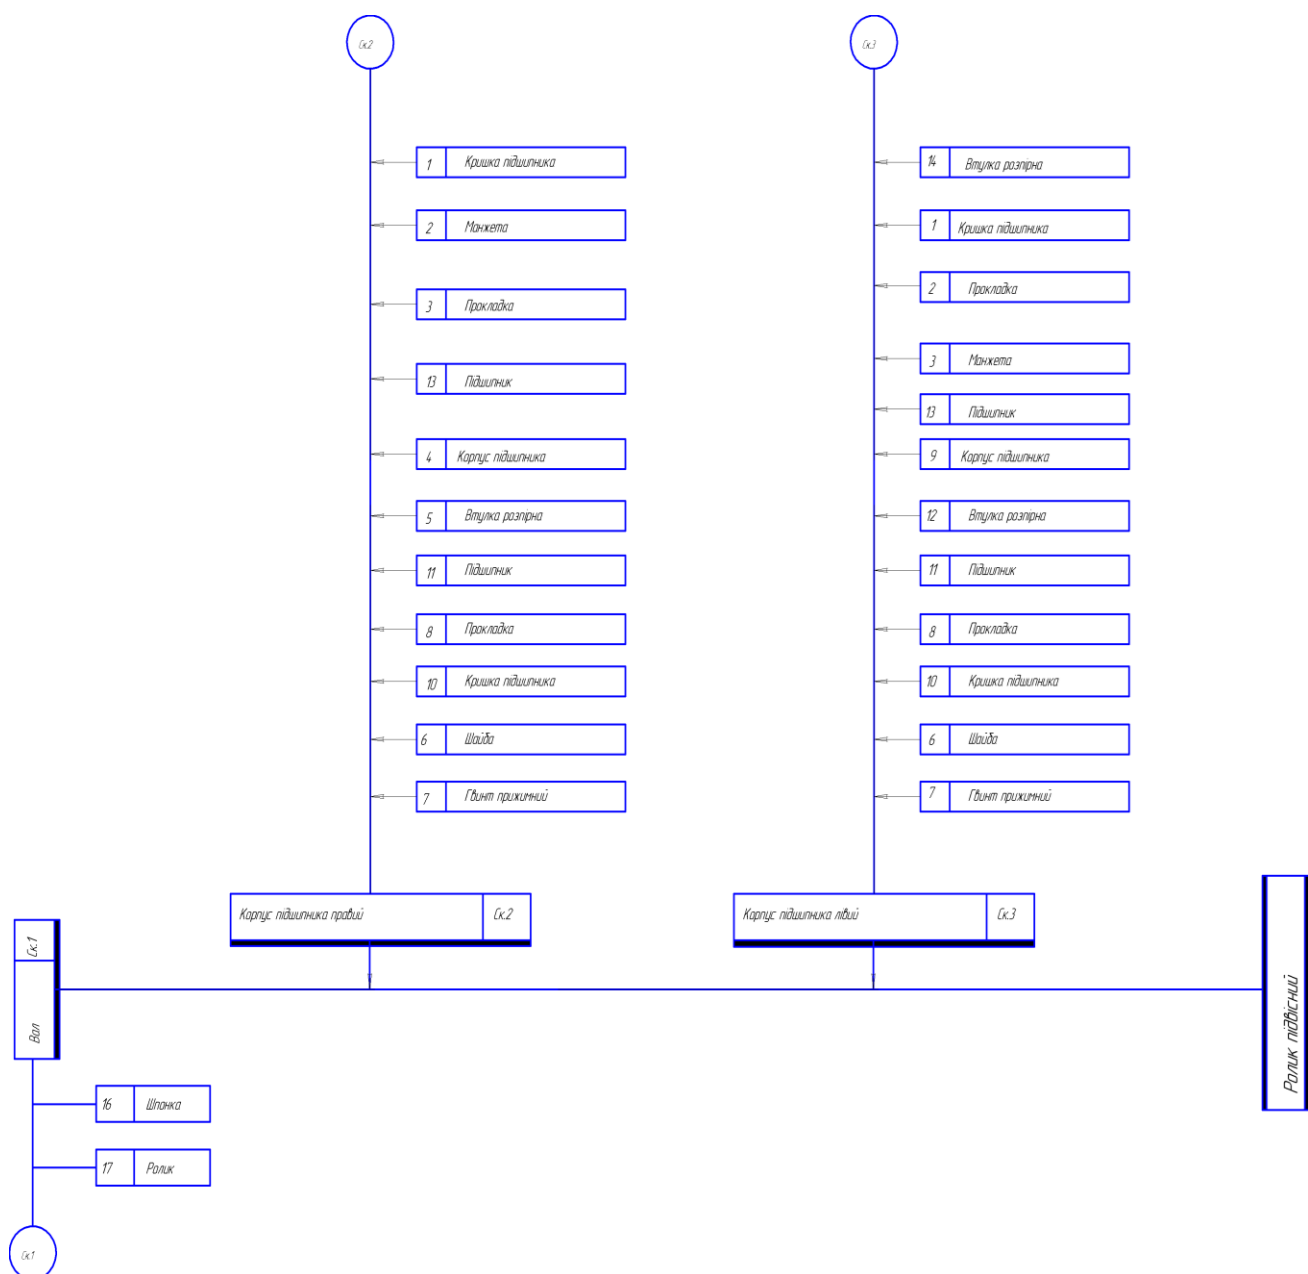 Ск.2
1 Кришка підшипника
2 Манжета
3 Прокладка
13 Підшипник
4 Корпус підшипника
5 Втулка розпірна
11 Підшипник
8 Прокладка
10 Кришка підшипника
6 Шайба
7 Гвинт прижимний
Корпус підшипника правий Ск.2
Ск.3
14 Втулка розпірна
1 Кришка підшипника
2 Прокладка
3 Манжета
13 Підшипник
9 Корпус підшипника
12 Втулка розпірна
11 Підшипник
8 Прокладка
10 Кришка підшипника
6 Шайба
7 Гвинт прижимний
Корпус підшипника лівий Ск.3
Ск.1
Вал
16 Шпонка
17 Ролик
Ск.1
Ролик підвісний